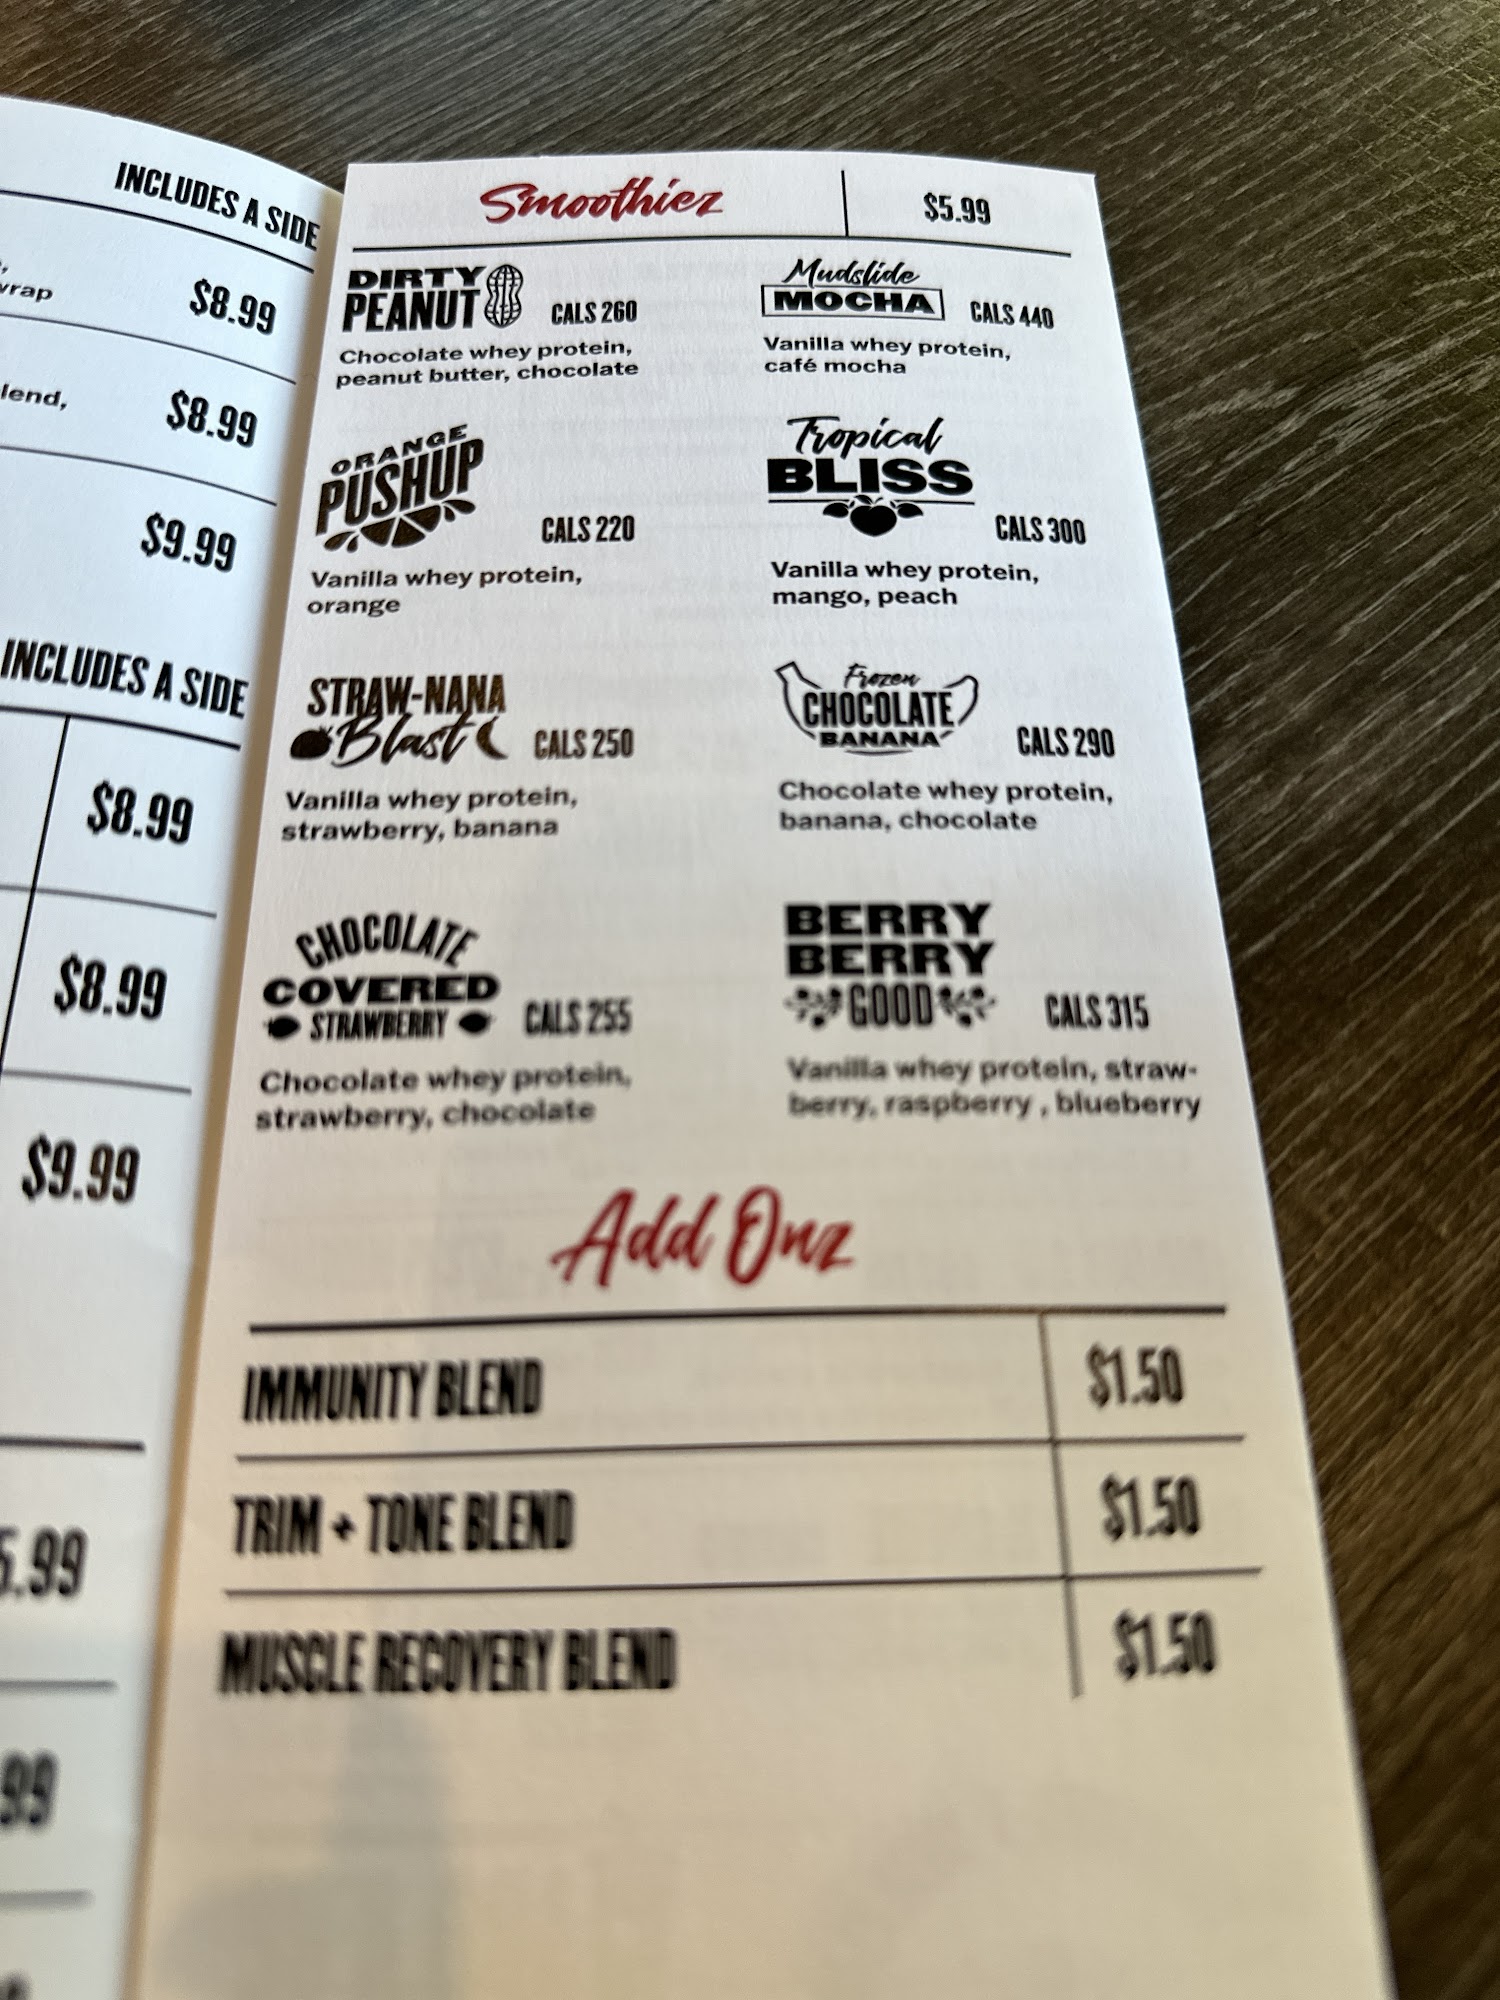 INCLUDES A SIDE
wrap
$8.99
$8.99
$9.99
INCLUDES A SIDE
$8.99
$8.99
$9.99
Smoothiez
$5.99
DIRTY
PEANUT
CALS 260
Chocolate whey protein,
peanut butter, chocolate
Mudslide
MOCHA
CALS 440
Vanilla whey protein,
café mocha
ORANGE
PUSHUP
CALS 220
Vanilla whey protein,
orange
Tropical
BLISS
CALS 300
Vanilla whey protein,
mango, peach
STRAW-NANA
Blast
CALS 250
Vanilla whey protein,
strawberry, banana
Frozen
CHOCOLATE
BANANA
CALS 290
Chocolate whey protein,
banana, chocolate
CHOCOLATE
COVERED
STRAWBERRY
CALS 255
Chocolate whey protein,
strawberry, chocolate
BERRY
BERRY
GOOD
CALS 315
Vanilla whey protein, straw-
berry, raspberry , blueberry
Add Onz
IMMUNITY BLEND $1.50
TRIM + TONE BLEND $1.50
MUSCLE RECOVERY BLEND $1.50